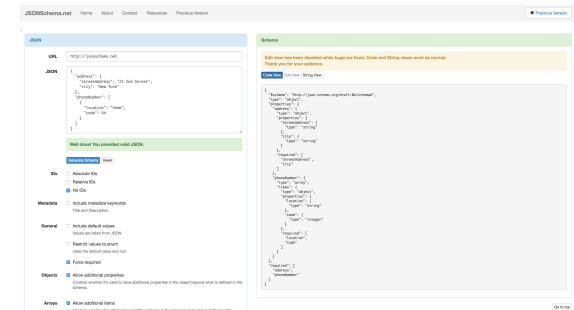 JSONSchema.net Home About Contact Resources Previous Version
Previous Version
JSON
URL http://jsonschema.net
JSON {
"address": {
"streetAddress": "21 2nd Street",
"city": "New York"
},
"phoneNumber": [
{
"location": "home",
"code": 44
}
]
}
Well done! You provided valid JSON.
Generate Schema Reset
IDs Absolute IDs
Relative IDs
No IDs
Metadata Include metadata keywords
Title and Description.
General Include default values
Values are taken from JSON.
Restrict values to enum
Uses the default value and null.
Force required
Objects Allow additional properties
Controls whether it's valid to have additional properties in the object beyond what is defined in the
schema.
Arrays Allow additional items
Schema
Edit view has been disabled while bugs are fixed. Code and String views work as normal.
Thank you for your patience.
Code View Edit View String View
{
"$schema": "http://json-schema.org/draft-04/schema#",
"type": "object",
"properties": {
"address": {
"type": "object",
"properties": {
"streetAddress": {
"type": "string"
},
"city": {
"type": "string"
}
},
"required": [
"streetAddress",
"city"
]
},
"phoneNumber": {
"type": "array",
"items": {
"type": "object",
"properties": {
"location": {
"type": "string"
},
"code": {
"type": "integer"
}
},
"required": [
"location",
"code"
]
}
}
},
"required": [
"address",
"phoneNumber"
]
}
Go to top